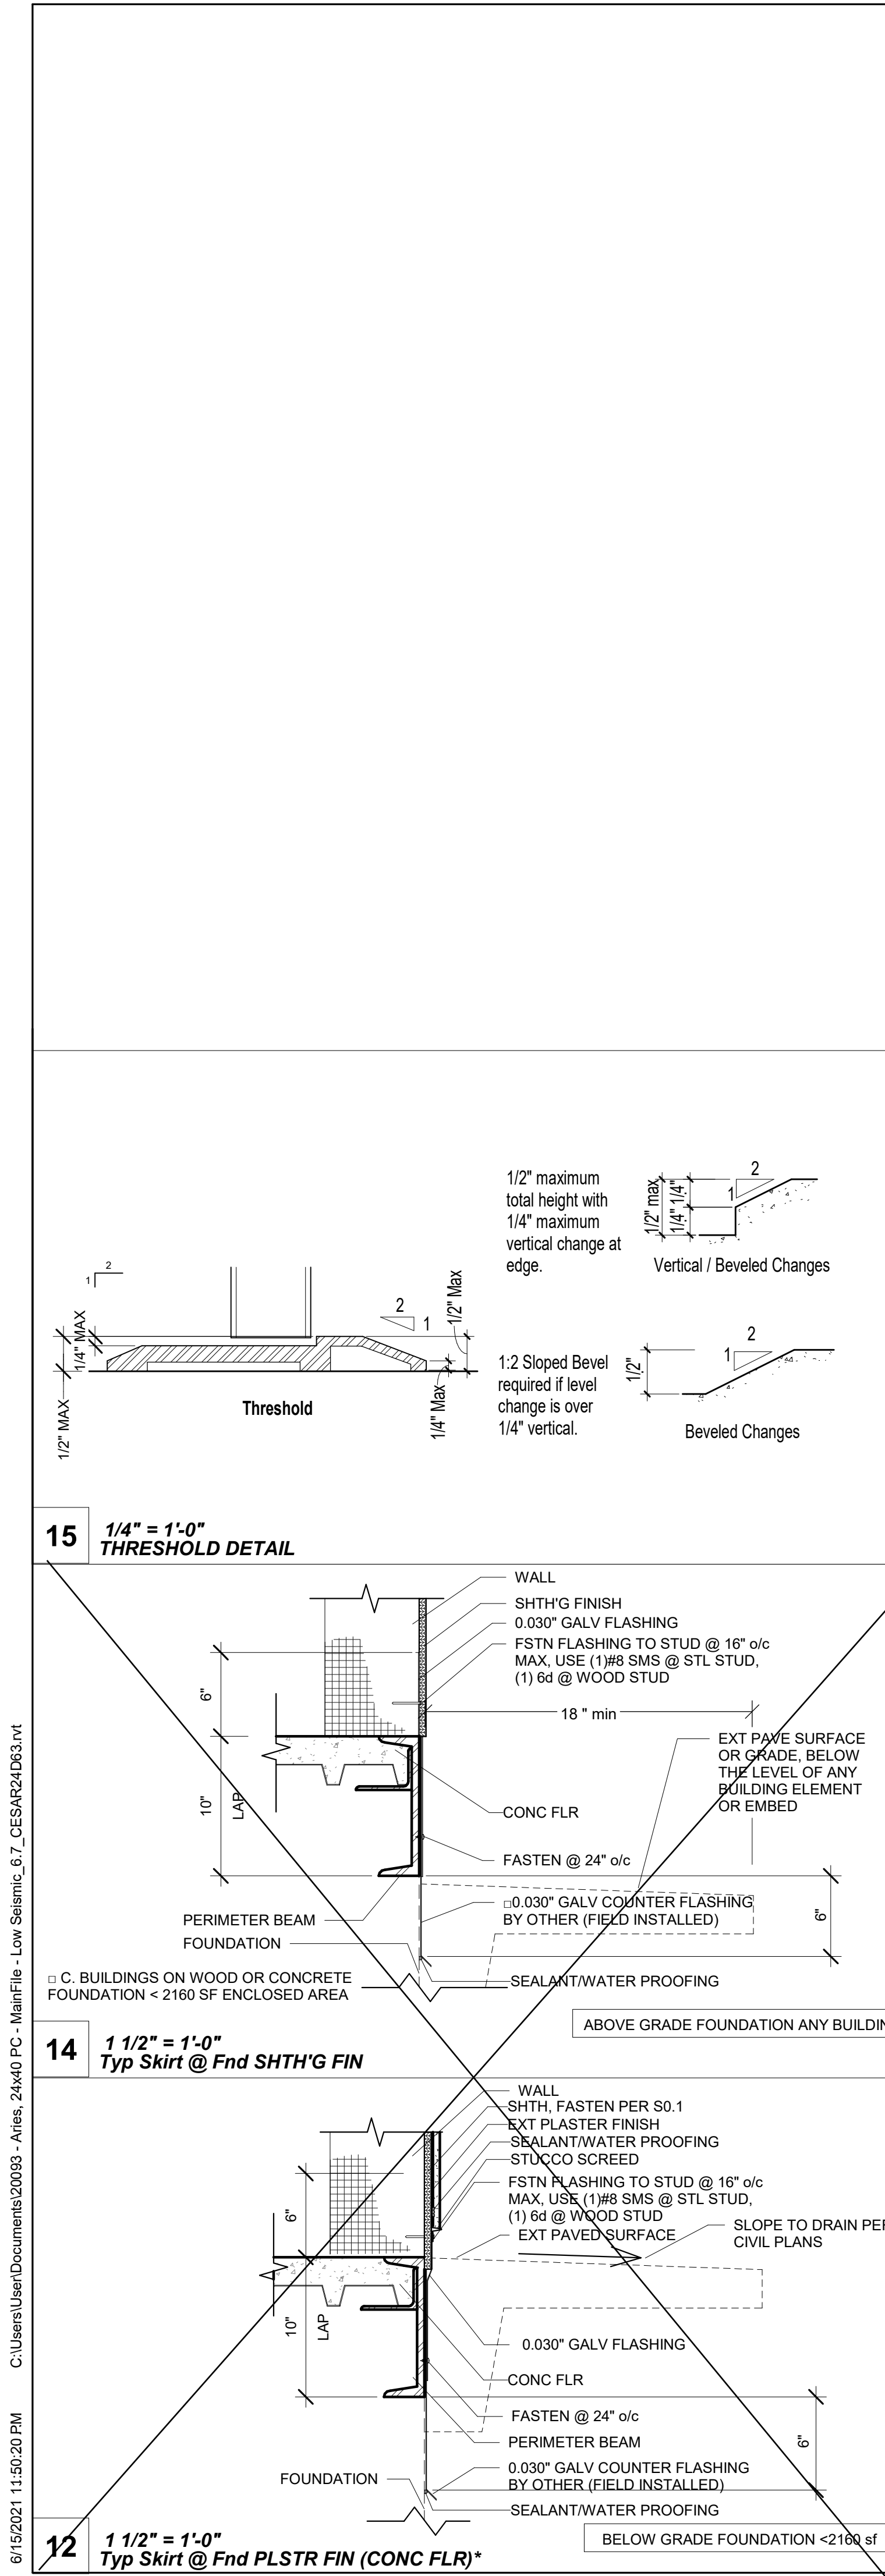 1/2" maximum
total height with
1/4" maximum
vertical change at
edge.
1/2" max
1/4" 1/4"
2
1
Vertical / Beveled Changes
2
1
1/4" MAX
1/2" MAX
2
1
1/2" Max
1/4" Max
Threshold
1:2 Sloped Bevel
required if level
change is over
1/4" vertical.
1/2"
2
1
Beveled Changes
15
1/4" = 1'-0"
THRESHOLD DETAIL
WALL
SHTH'G FINISH
0.030" GALV FLASHING
FSTN FLASHING TO STUD @ 16" o/c
MAX, USE (1)#8 SMS @ STL STUD,
(1) 6d @ WOOD STUD
18 " min
6"
10"
LAP
EXT PAVE SURFACE
OR GRADE, BELOW
THE LEVEL OF ANY
BUILDING ELEMENT
OR EMBED
CONC FLR
FASTEN @ 24" o/c
□0.030" GALV COUNTER FLASHING
BY OTHER (FIELD INSTALLED)
6"
PERIMETER BEAM
FOUNDATION
□ C. BUILDINGS ON WOOD OR CONCRETE
FOUNDATION < 2160 SF ENCLOSED AREA
SEALANT/WATER PROOFING
ABOVE GRADE FOUNDATION ANY BUILDIN
14
1 1/2" = 1'-0"
Typ Skirt @ Fnd SHTH'G FIN
WALL
SHTH, FASTEN PER S0.1
EXT PLASTER FINISH
SEALANT/WATER PROOFING
STUCCO SCREED
FSTN FLASHING TO STUD @ 16" o/c
MAX, USE (1)#8 SMS @ STL STUD,
(1) 6d @ WOOD STUD
EXT PAVED SURFACE
SLOPE TO DRAIN PER
CIVIL PLANS
6"
10"
LAP
0.030" GALV FLASHING
CONC FLR
FASTEN @ 24" o/c
PERIMETER BEAM
6"
0.030" GALV COUNTER FLASHING
BY OTHER (FIELD INSTALLED)
FOUNDATION
SEALANT/WATER PROOFING
BELOW GRADE FOUNDATION <2160 sf
12
1 1/2" = 1'-0"
Typ Skirt @ Fnd PLSTR FIN (CONC FLR)*
6/15/2021 11:50:20 PM C:\Users\User\Documents\20093 - Aries, 24x40 PC - MainFile - Low Seismic_6.7_CESAR24D63.rvt